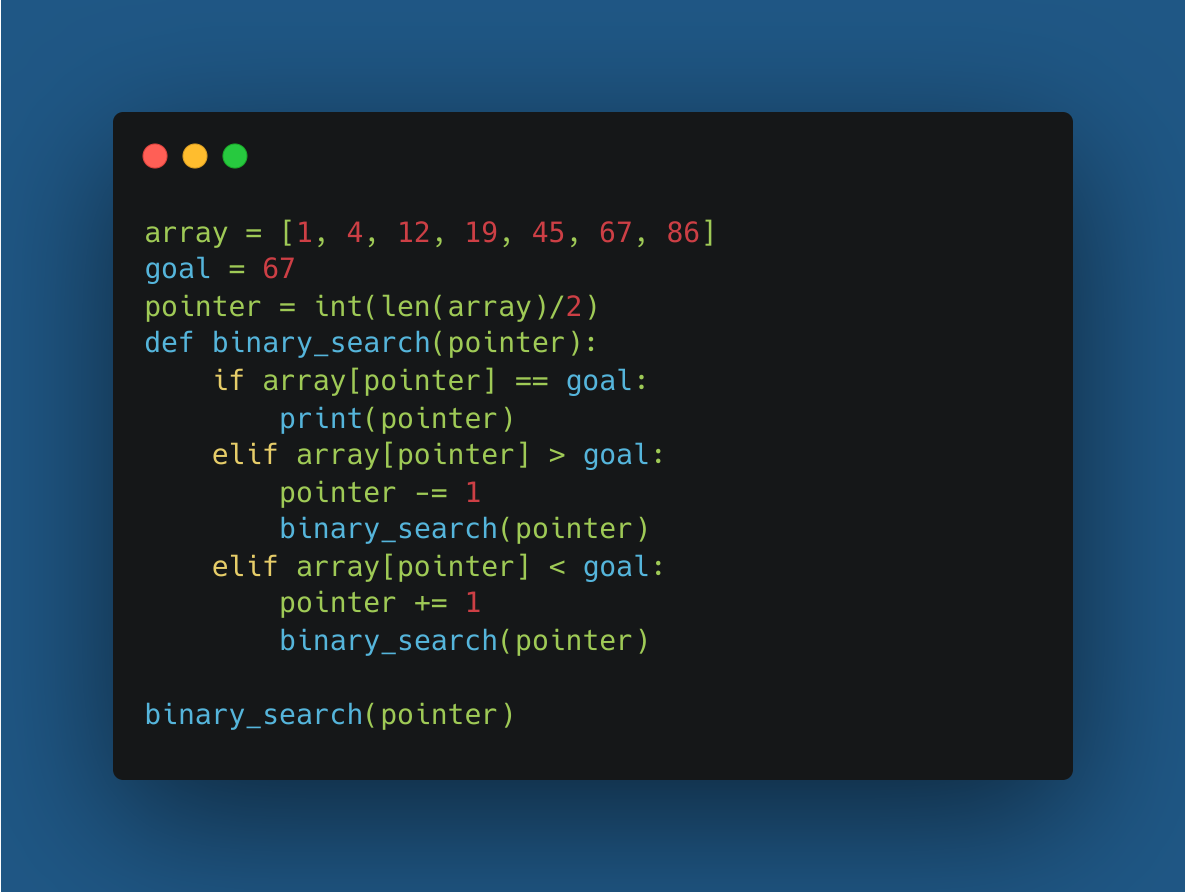 array = [1, 4, 12, 19, 45, 67, 86]
goal = 67
pointer = int(len(array)/2)
def binary_search(pointer):
    if array[pointer] == goal:
        print(pointer)
    elif array[pointer] > goal:
        pointer -= 1
        binary_search(pointer)
    elif array[pointer] < goal:
        pointer += 1
        binary_search(pointer)

binary_search(pointer)